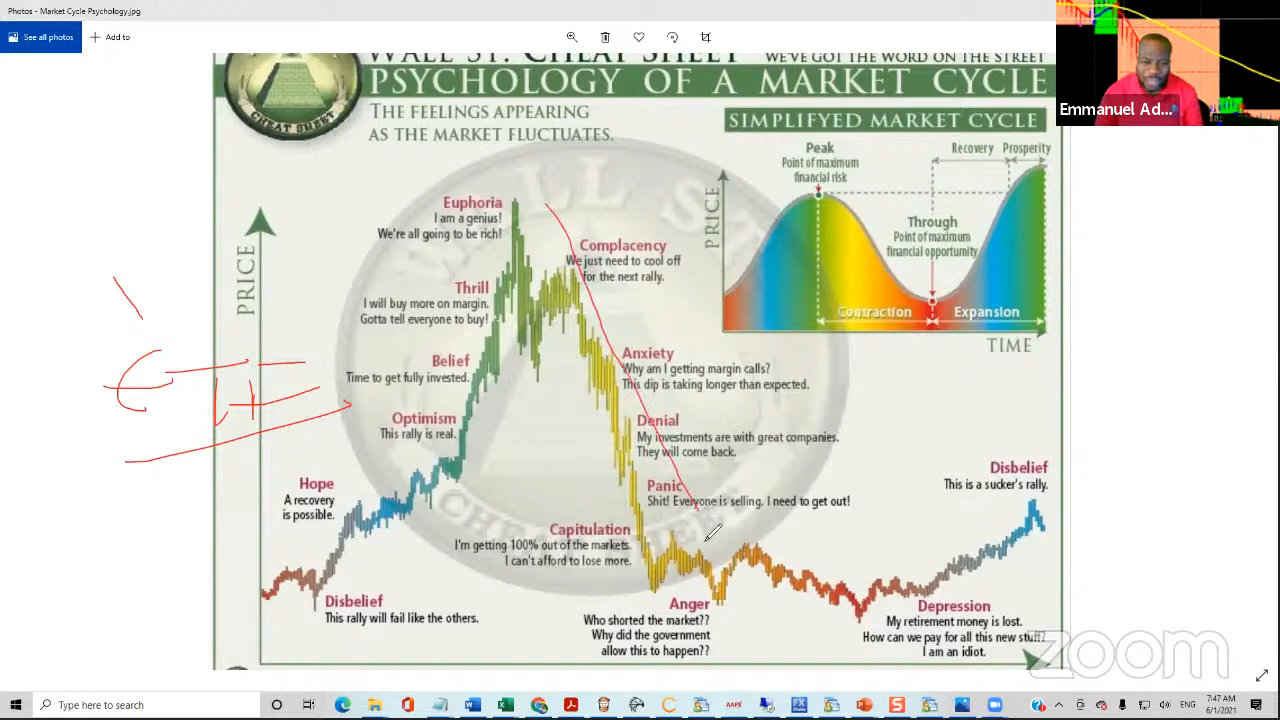 Photos - Market Cycle Psychology.jpg
See all photos
Add to
WALL ST. CHEAT SHEET
WE'VE GOT THE WORD ON THE STREET
PSYCHOLOGY OF A MARKET CYCLE
THE FEELINGS APPEARING
AS THE MARKET FLUCTUATES.
CHEAT SHEET
SIMPLIFYED MARKET CYCLE
Emmanuel Ad...
Peak
Point of maximum
financial risk
Recovery
Prosperity
PRICE
Through
Point of maximum
financial opportunity
Contraction
Expansion
TIME
PRICE
Euphoria
I am a genius!
We're all going to be rich!
Complacency
We just need to cool off
for the next rally.
Thrill
I will buy more on margin.
Gotta tell everyone to buy!
Belief
Time to get fully invested.
Anxiety
Why am I getting margin calls?
This dip is taking longer than expected.
Optimism
This rally is real.
Denial
My investments are with great companies.
They will come back.
Hope
A recovery
is possible.
Panic
Shit! Everyone is selling. I need to get out!
Disbelief
This is a sucker's rally.
Capitulation
I'm getting 100% out of the markets.
I can't afford to lose more.
Disbelief
This rally will fail like the others.
Anger
Who shorted the market??
Why did the government
allow this to happen??
Depression
My retirement money is lost.
How can we pay for all this new stuff?
I am an idiot.
zoom
Type here to search
7:47 AM
6/1/2021